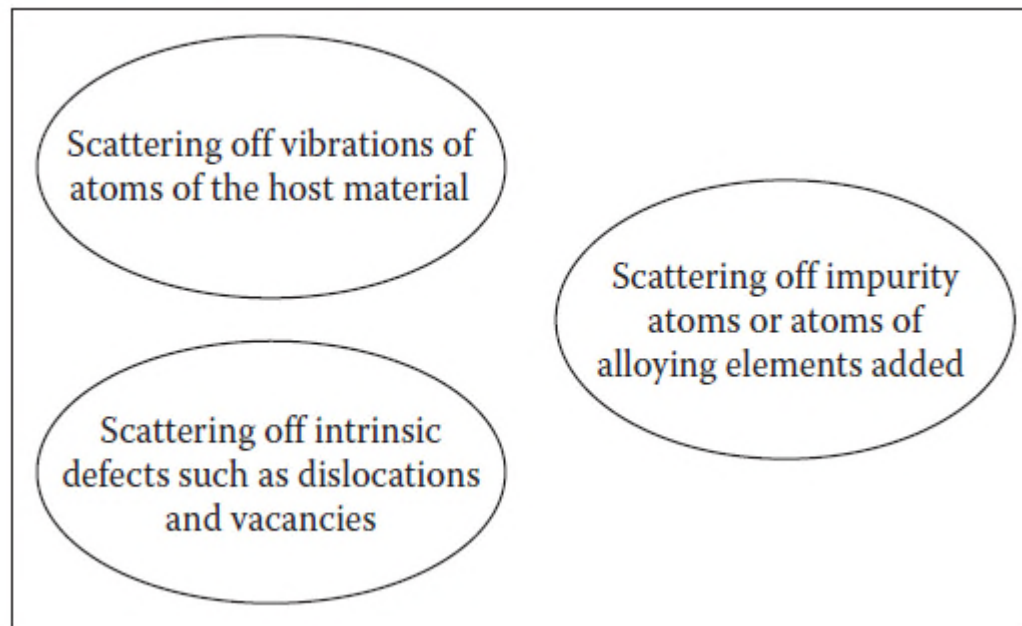 Scattering off vibrations of
atoms of the host material
Scattering off impurity
atoms or atoms of
alloying elements added
Scattering off intrinsic
defects such as dislocations
and vacancies